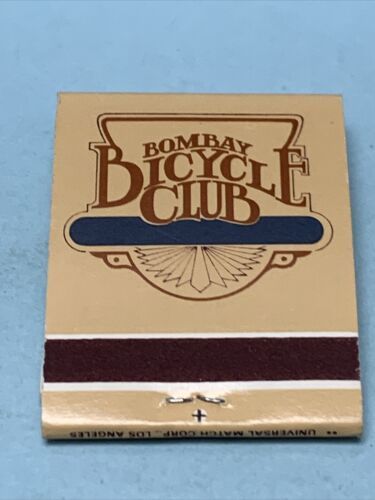 BOMBAY
BICYCLE
CLUB
UNIVERSAL MATCH CORP., LOS ANGELES